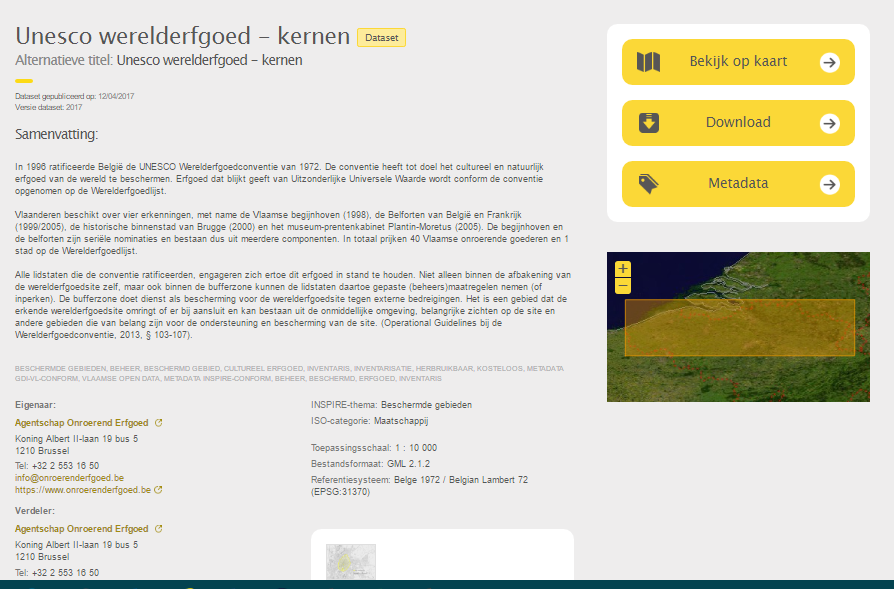 Unesco werelderfgoed – kernen Dataset
Alternatieve titel: Unesco werelderfgoed – kernen
Dataset gepubliceerd op: 12/04/2017
Versie dataset: 2017
Samenvatting:
In 1996 ratificeerde België de UNESCO Werelderfgoedconventie van 1972. De conventie heeft tot doel het cultureel en natuurlijk
erfgoed van de wereld te beschermen. Erfgoed dat blijkt geeft van Uitzonderlijke Universele Waarde wordt conform de conventie
opgenomen op de Werelderfgoedlijst.
Vlaanderen beschikt over vier erkenningen, met name de Vlaamse begijnhoven (1998), de Belforten van België en Frankrijk
(1999/2005), de historische binnenstad van Brugge (2000) en het museum-prentenkabinet Plantin-Moretus (2005). De begijnhoven en
de belforten zijn seriële nominaties en bestaan dus uit meerdere componenten. In totaal prijken 40 Vlaamse onroerende goederen en 1
stad op de Werelderfgoedlijst.
Alle lidstaten die de conventie ratificeerden, engageren zich ertoe dit erfgoed in stand te houden. Niet alleen binnen de afbakening van
de werelderfgoedsite zelf, maar ook binnen de bufferzone kunnen de lidstaten daartoe gepaste (beheers)maatregelen nemen (of
inperken). De bufferzone doet dienst als bescherming voor de werelderfgoedsite tegen externe bedreigingen. Het is een gebied dat de
erkende werelderfgoedsite omringt of er bij aansluit en kan bestaan uit de onmiddellijke omgeving, belangrijke zichten op de site en
andere gebieden die van belang zijn voor de ondersteuning en bescherming van de site. (Operational Guidelines bij de
Werelderfgoedconventie, 2013, § 103-107).
BESCHERMDE GEBIEDEN, BEHEER, BESCHERMD GEBIED, CULTUREEL ERFGOED, INVENTARIS, INVENTARISATIE, HERBRUIKBAAR, KOSTELOOS, METADATA
GDI-VL-CONFORM, VLAAMSE OPEN DATA, METADATA INSPIRE-CONFORM, BEHEER, BESCHERMD, ERFGOED, INVENTARIS
Eigenaar:
Agentschap Onroerend Erfgoed
Koning Albert II-laan 19 bus 5
1210 Brussel
Tel: +32 2 553 16 50
info@onroerenderfgoed.be
https://www.onroerenderfgoed.be
Verdeler:
Agentschap Onroerend Erfgoed
Koning Albert II-laan 19 bus 5
1210 Brussel
Tel: +32 2 553 16 50
INSPIRE-thema: Beschermde gebieden
ISO-categorie: Maatschappij
Toepassingsschaal: 1 : 10 000
Bestandsformaat: GML 2.1.2
Referentiesysteem: Belge 1972 / Belgian Lambert 72
(EPSG:31370)
Bekijk op kaart
Download
Metadata
+
−